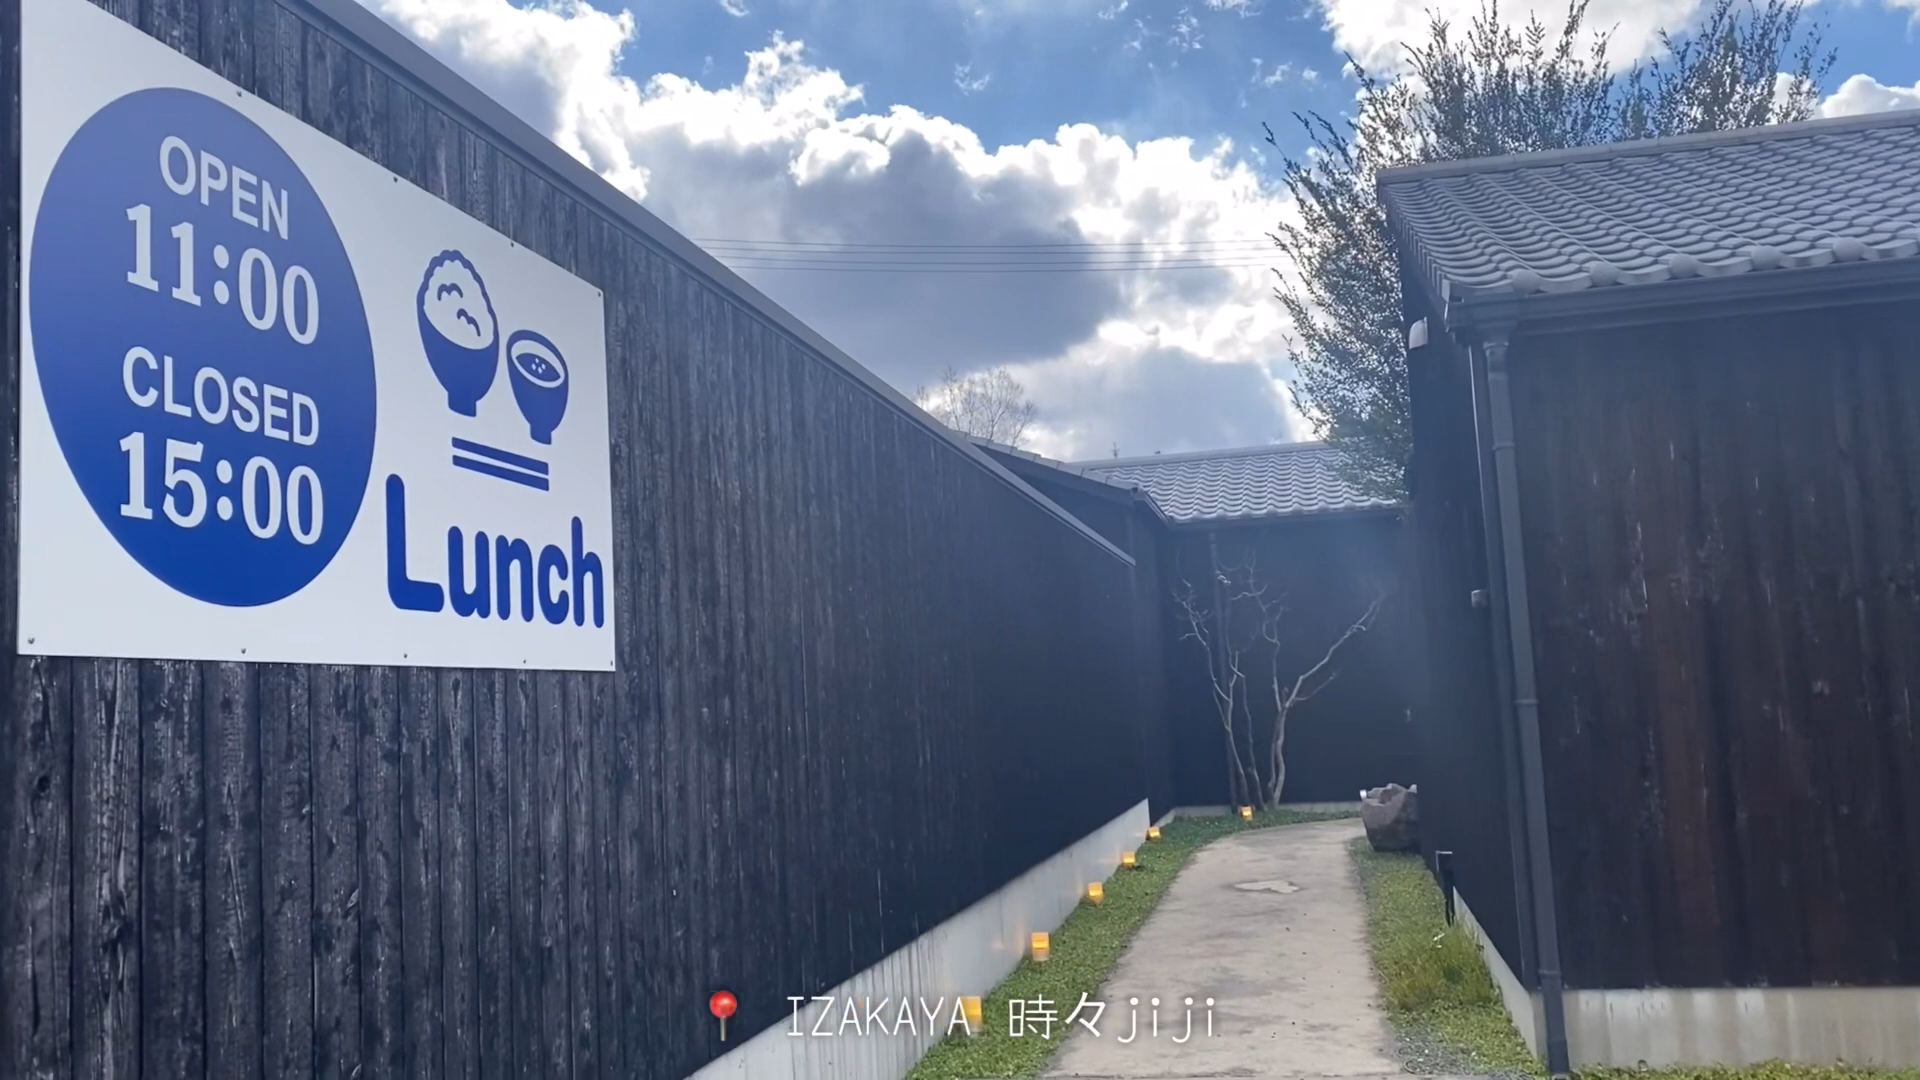 OPEN
11:00
CLOSED
15:00
Lunch
IZAKAYA 時々jiji